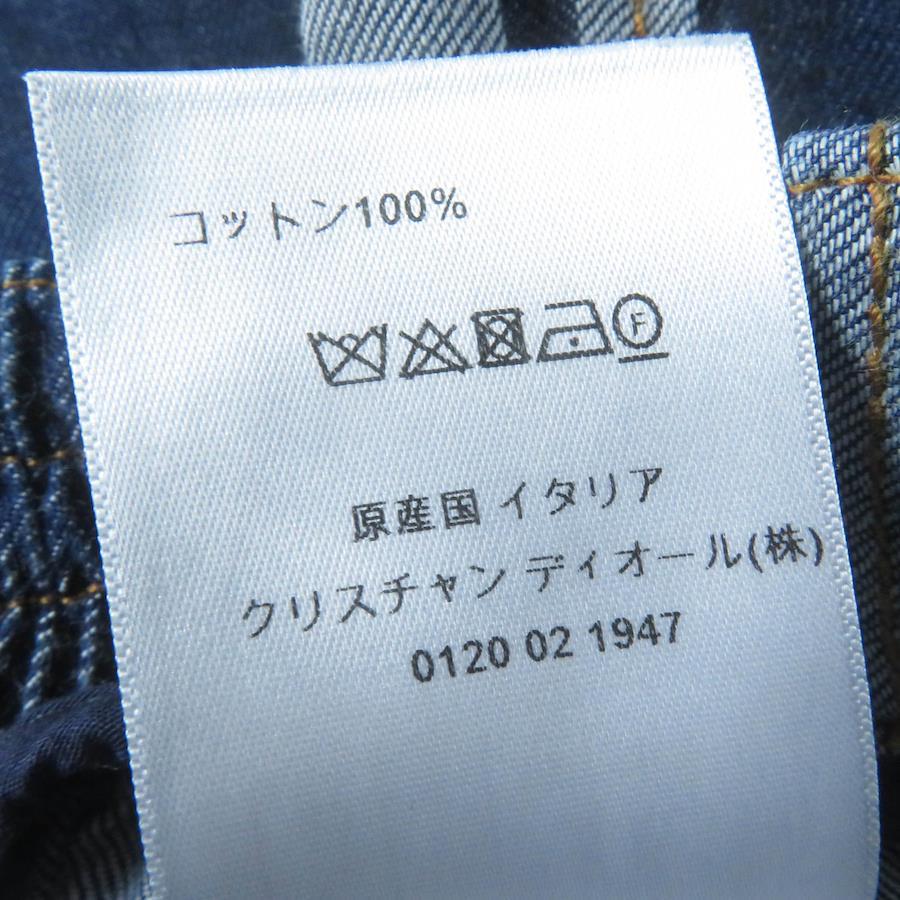 コットン100%
F
原産国 イタリア
クリスチャン ディオール(株)
0120 02 1947